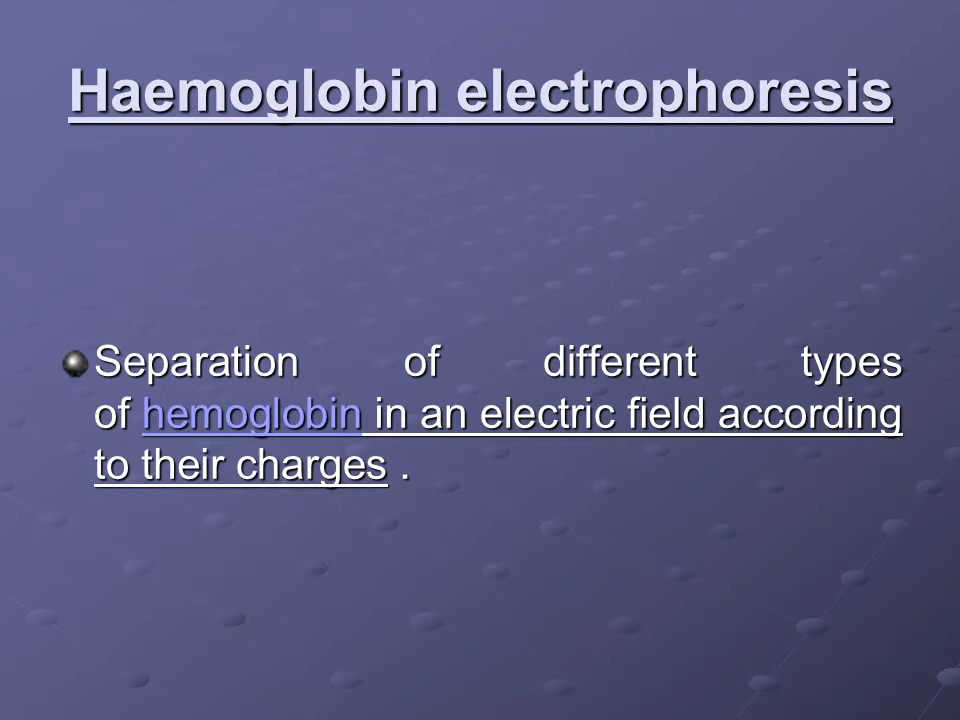 Haemoglobin electrophoresis
Separation of different types
of hemoglobin in an electric field according
to their charges .